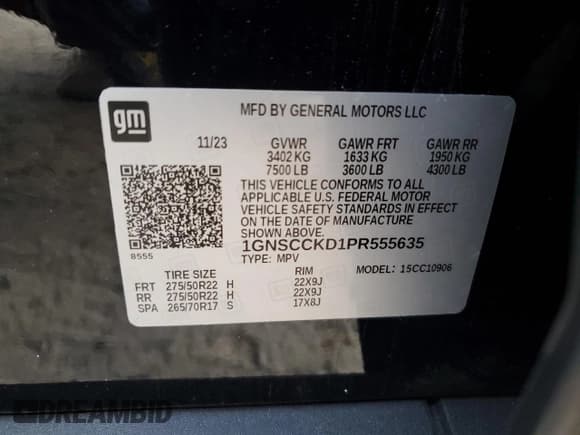 gm
MFD BY GENERAL MOTORS LLC
11/23 GVWR GAWR FRT GAWR RR
3402 KG 1633 KG 1950 KG
7500 LB 3600 LB 4300 LB
THIS VEHICLE CONFORMS TO ALL
APPLICABLE U.S. FEDERAL MOTOR
VEHICLE SAFETY STANDARDS IN EFFECT
ON THE DATE OF MANUFACTURE
SHOWN ABOVE.
1GNSCCKD1PR555635
8555
TYPE: MPV MODEL: 15CC10906
TIRE SIZE RIM
FRT 275/50R22 H 22X9J
RR 275/50R22 H 22X9J
SPA 265/70R17 S 17X8J
DREAMBID